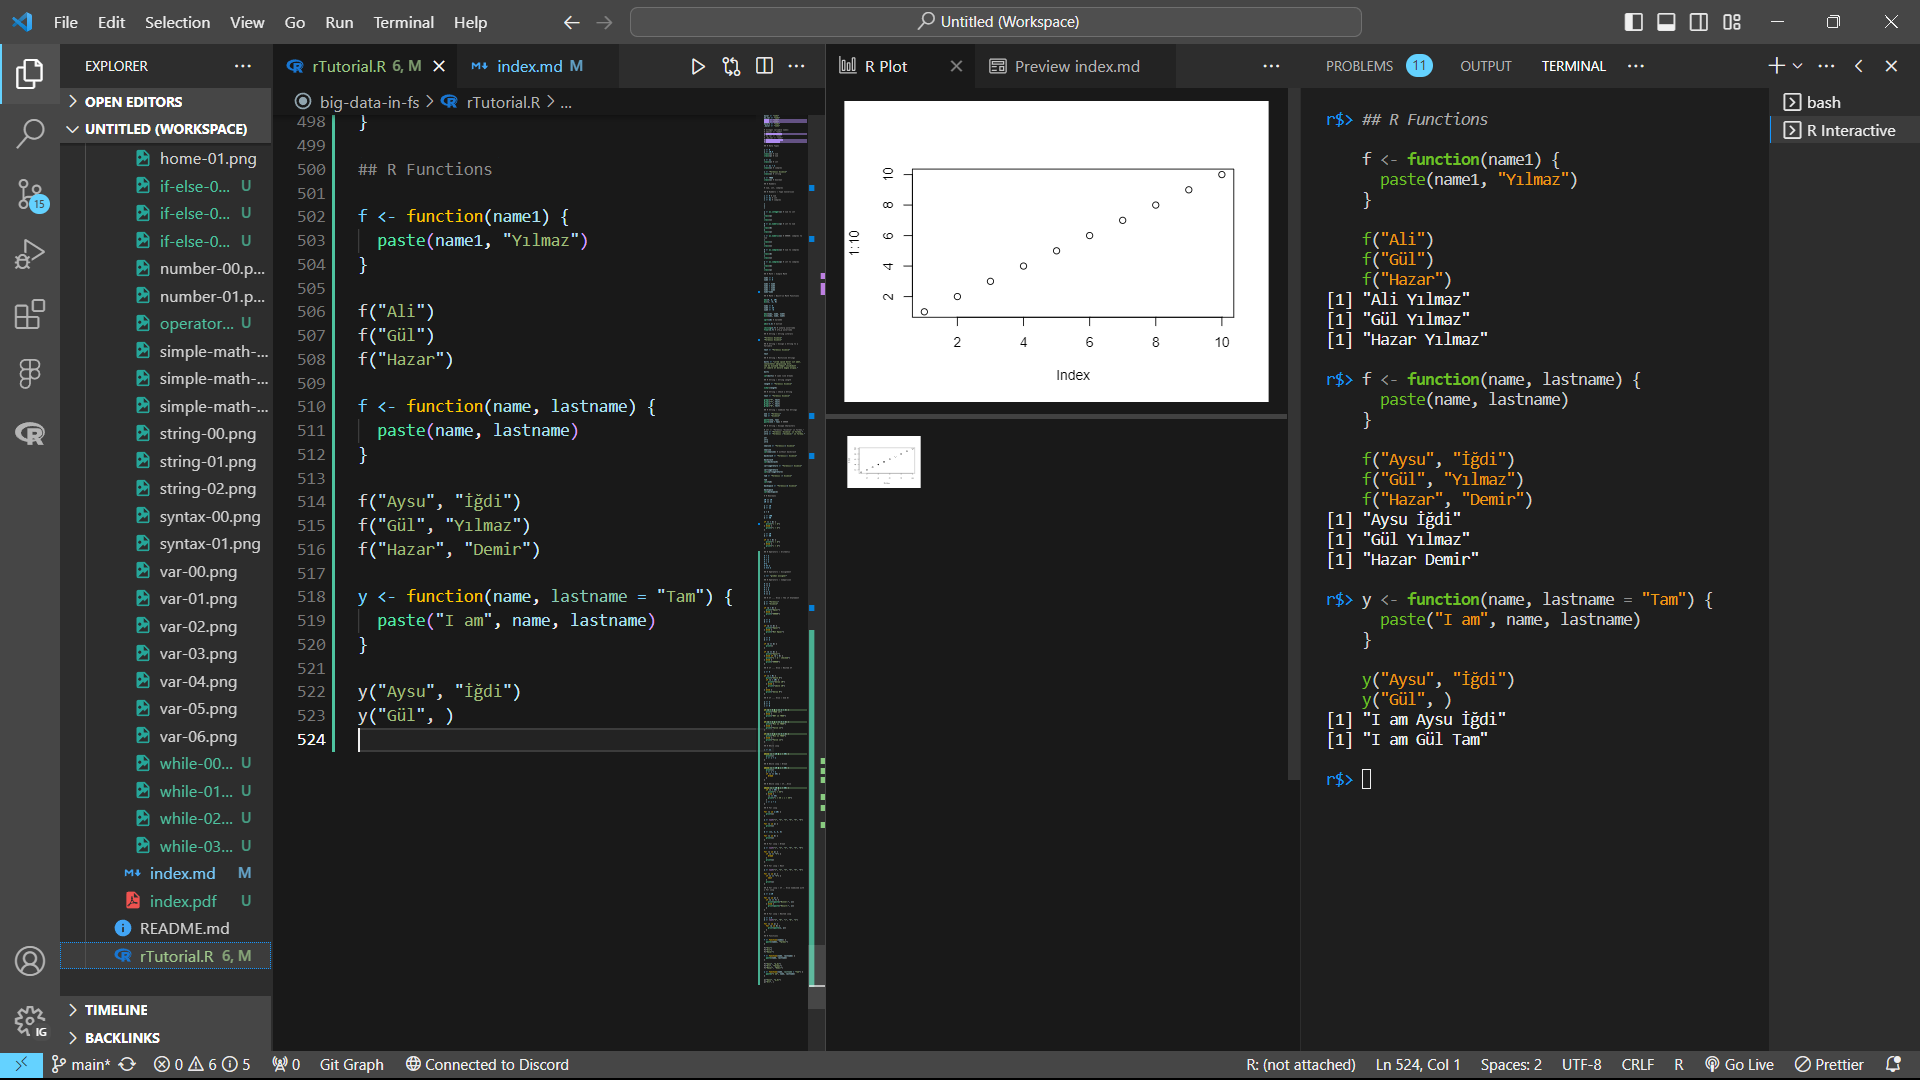 File Edit Selection View Go Run Terminal Help
Untitled (Workspace)
EXPLORER
OPEN EDITORS
UNTITLED (WORKSPACE)
home-01.png
if-else-0... U
if-else-0... U
if-else-0... U
number-00.p...
number-01.p...
operator... U
simple-math-...
simple-math-...
simple-math-...
string-00.png
string-01.png
string-02.png
syntax-00.png
syntax-01.png
var-00.png
var-01.png
var-02.png
var-03.png
var-04.png
var-05.png
var-06.png
while-00... U
while-01... U
while-02... U
while-03... U
index.md M
index.pdf U
README.md
rTutorial.R 6, M
TIMELINE
BACKLINKS
15
IG
rTutorial.R 6, M
index.md M
big-data-in-fs > rTutorial.R > ...
498 }
499
500 ## R Functions
501
502 f <- function(name1) {
503 paste(name1, "Yılmaz")
504 }
505
506 f("Ali")
507 f("Gül")
508 f("Hazar")
509
510 f <- function(name, lastname) {
511 paste(name, lastname)
512 }
513
514 f("Aysu", "İğdi")
515 f("Gül", "Yılmaz")
516 f("Hazar", "Demir")
517
518 y <- function(name, lastname = "Tam") {
519 paste("I am", name, lastname)
520 }
521
522 y("Aysu", "İğdi")
523 y("Gül", )
524
R Plot
Preview index.md
1:10
10
8
6
4
2
2 4 6 8 10
Index
PROBLEMS 11 OUTPUT TERMINAL
bash
R Interactive
r$> ## R Functions
f <- function(name1) {
paste(name1, "Yılmaz")
}
f("Ali")
f("Gül")
f("Hazar")
[1] "Ali Yılmaz"
[1] "Gül Yılmaz"
[1] "Hazar Yılmaz"
r$> f <- function(name, lastname) {
paste(name, lastname)
}
f("Aysu", "İğdi")
f("Gül", "Yılmaz")
f("Hazar", "Demir")
[1] "Aysu İğdi"
[1] "Gül Yılmaz"
[1] "Hazar Demir"
r$> y <- function(name, lastname = "Tam") {
paste("I am", name, lastname)
}
y("Aysu", "İğdi")
y("Gül", )
[1] "I am Aysu İğdi"
[1] "I am Gül Tam"
r$>
main* 0 6 5 0 Git Graph Connected to Discord
R: (not attached) Ln 524, Col 1 Spaces: 2 UTF-8 CRLF R Go Live Prettier